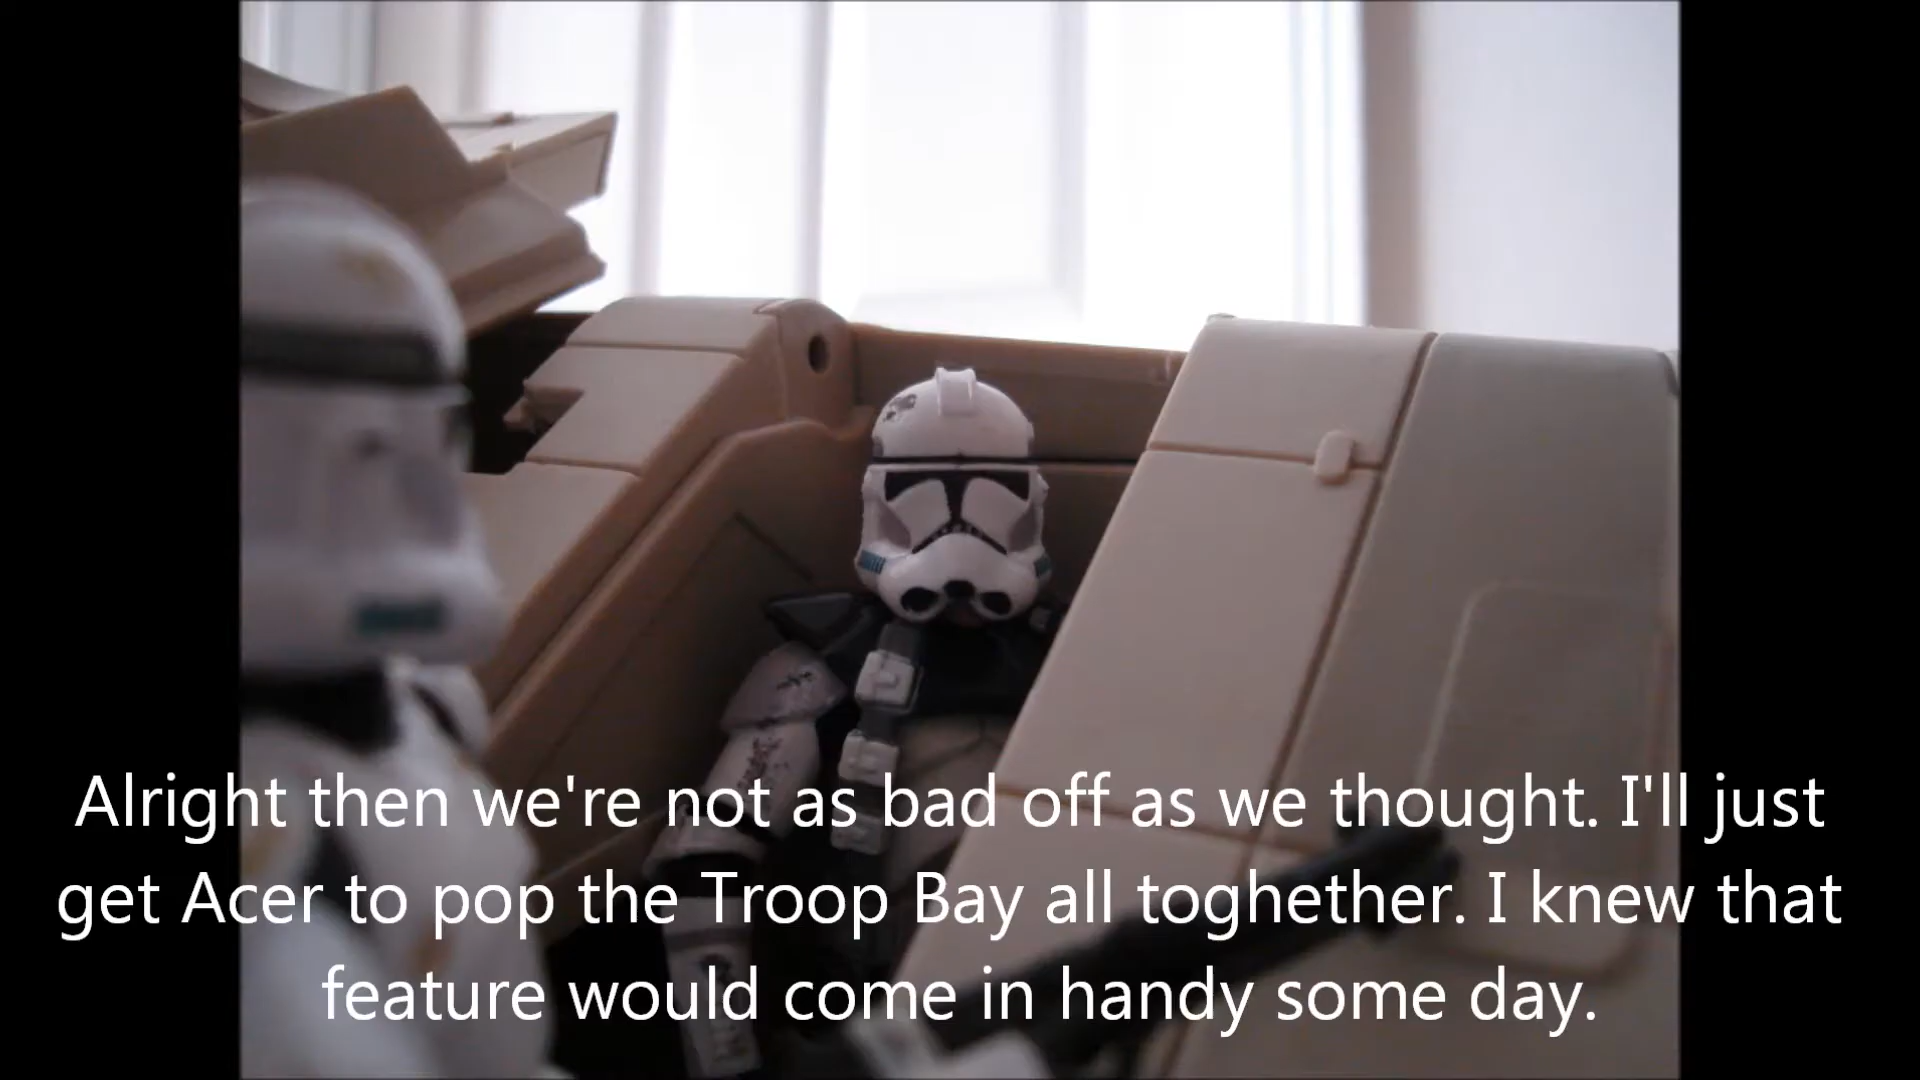 Alright then we're not as bad off as we thought. I'll just
get Acer to pop the Troop Bay all toghether. I knew that
feature would come in handy some day.